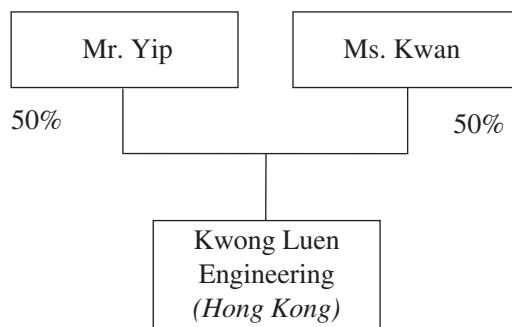 Mr. Yip
Ms. Kwan
50%
50%
Kwong Luen
Engineering
(Hong Kong)